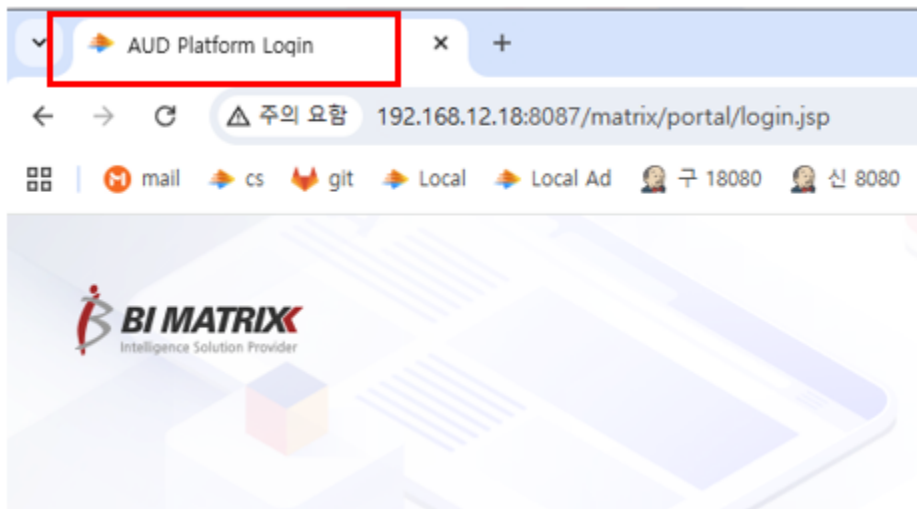 AUD Platform Login
주의 요함 192.168.12.18:8087/matrix/portal/login.jsp
mail cs git Local Local Ad 구 18080 신 8080
BI MATRIX
Intelligence Solution Provider